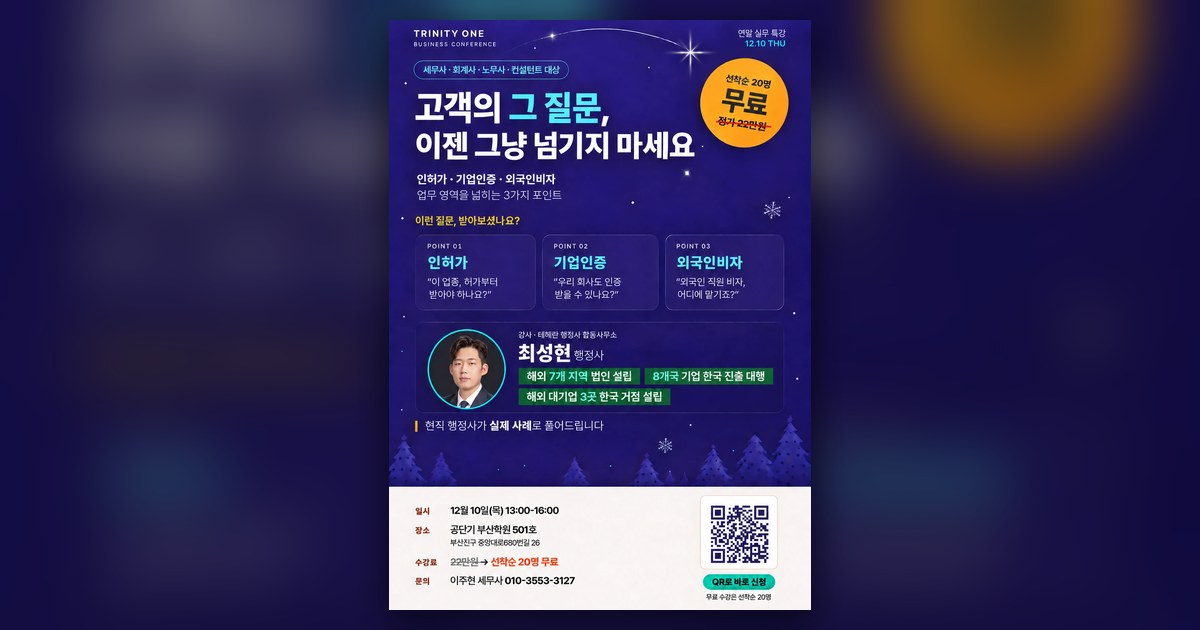 TRINITY ONE
BUSINESS CONFERENCE
연말 실무 특강
12.10 THU
세무사 · 회계사 · 노무사 · 컨설턴트 대상
선착순 20명
무료
정가 22만원
고객의 그 질문,
이젠 그냥 넘기지 마세요
인허가 · 기업인증 · 외국인비자
업무 영역을 넓히는 3가지 포인트
이런 질문, 받아보셨나요?
POINT 01
인허가
“이 업종, 허가부터
받아야 하나요?”
POINT 02
기업인증
“우리 회사도 인증
받을 수 있나요?”
POINT 03
외국인비자
“외국인 직원 비자,
어디에 맡기죠?”
강사 · 테헤란 행정사 합동사무소
최성현 행정사
해외 7개 지역 법인 설립
8개국 기업 한국 진출 대행
해외 대기업 3곳 한국 거점 설립
현직 행정사가 실제 사례로 풀어드립니다
일시 12월 10일(목) 13:00-16:00
장소 공단기 부산학원 501호
부산진구 중앙대로680번길 26
수강료 22만원 → 선착순 20명 무료
문의 이주현 세무사 010-3553-3127
QR로 바로 신청
무료 수강은 선착순 20명